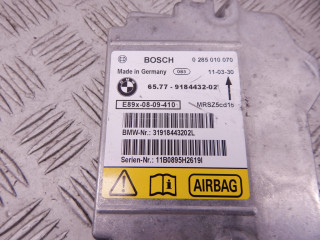 BOSCH 0 285 010 070
Made in Germany 11-03-30
65.77 - 9184432-02
E89x-08-09-410 MRSZ5cd1b
BMW-Nr.: 31918443202L
Serien-Nr.: 11B0895H2619I
AIRBAG